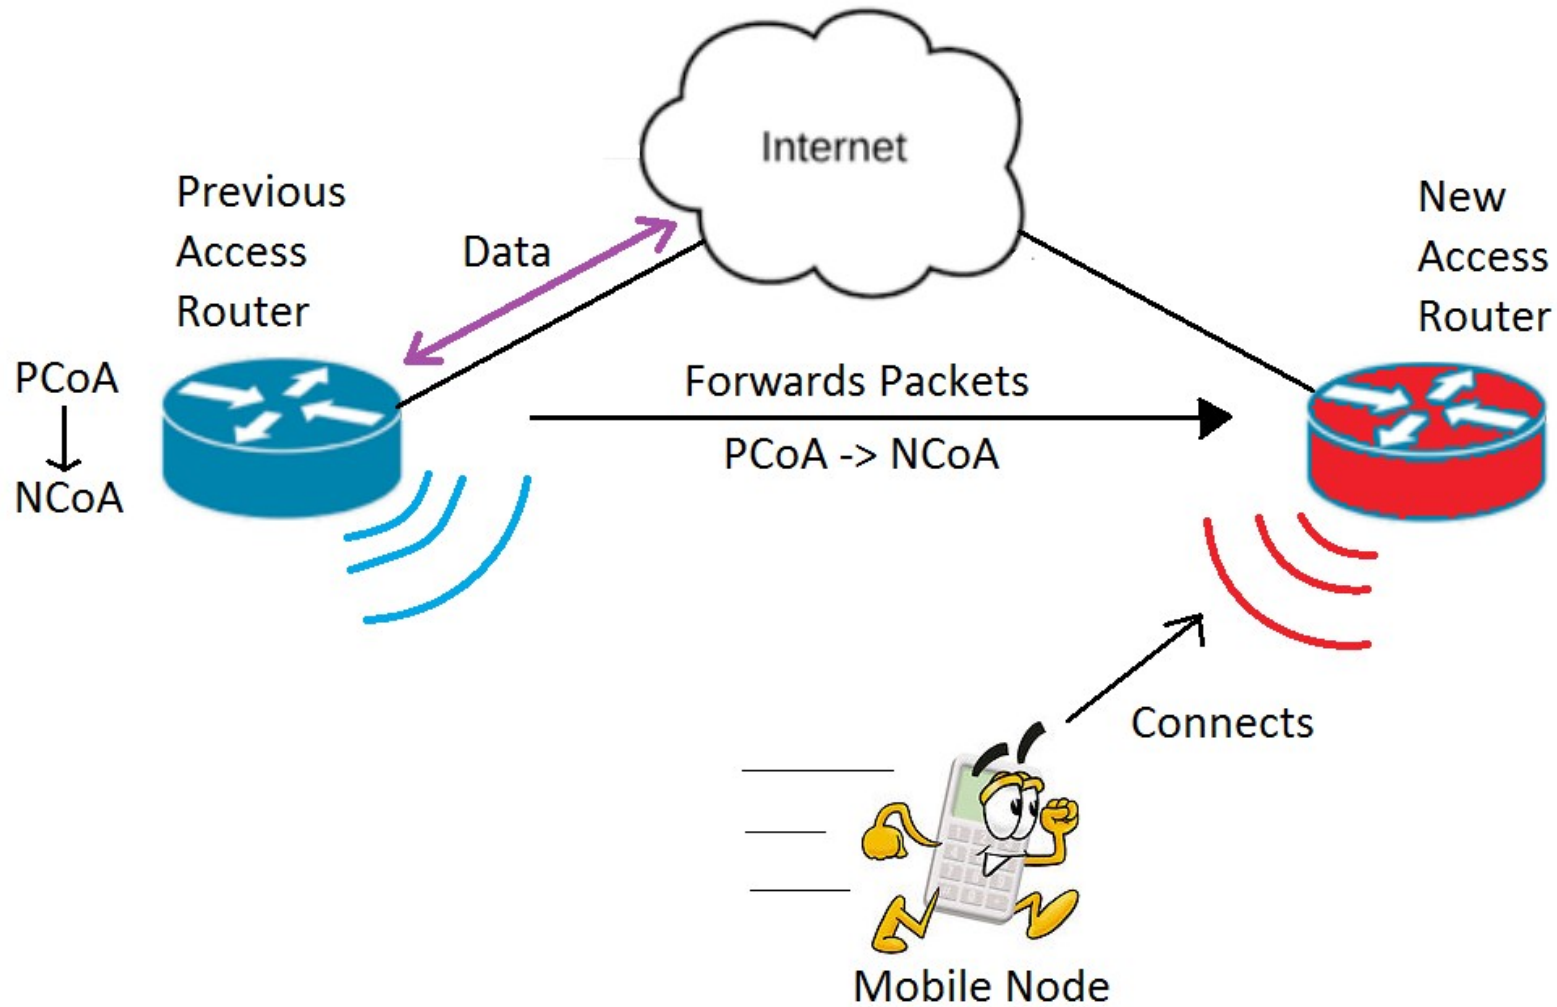 Internet
Previous
Access
Router
Data
New
Access
Router
PCoA
NCoA
Forwards Packets
PCoA -> NCoA
Connects
Mobile Node